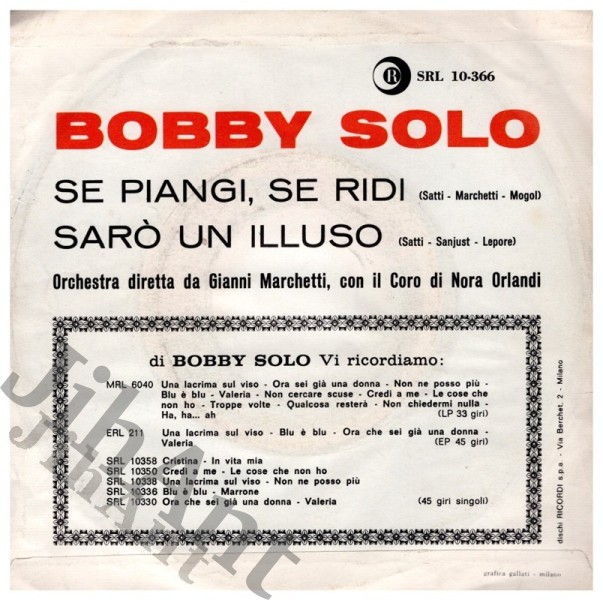 R SRL 10-366
BOBBY SOLO
SE PIANGI, SE RIDI (Satti - Marchetti - Mogol)
SARÒ UN ILLUSO (Satti - Sanjust - Lepore)
Orchestra diretta da Gianni Marchetti, con il Coro di Nora Orlandi
di BOBBY SOLO Vi ricordiamo:
MRL 6040 Una lacrima sul viso - Ora sei già una donna - Non ne posso più -
Blu è blu - Valeria - Non cercare scuse - Credi a me - Le cose che
non ho - Troppe volte - Qualcosa resterà - Non chiedermi nulla -
Ha, ha... ah (LP 33 giri)
ERL 211 Una lacrima sul viso - Blu è blu - Ora che sei già una donna -
Valeria (EP 45 giri)
SRL 10358 Cristina - In vita mia
SRL 10350 Credi a me - Le cose che non ho
SRL 10338 Una lacrima sul viso - Non ne posso più
SRL 10336 Blu è blu - Marrone
SRL 10330 Ora che sei già una donna - Valeria (45 giri singoli)
dischi RICORDI s.p.a. - Via Berchet, 2 - Milano
grafica gallati - milano
JihAnt
JihAnt